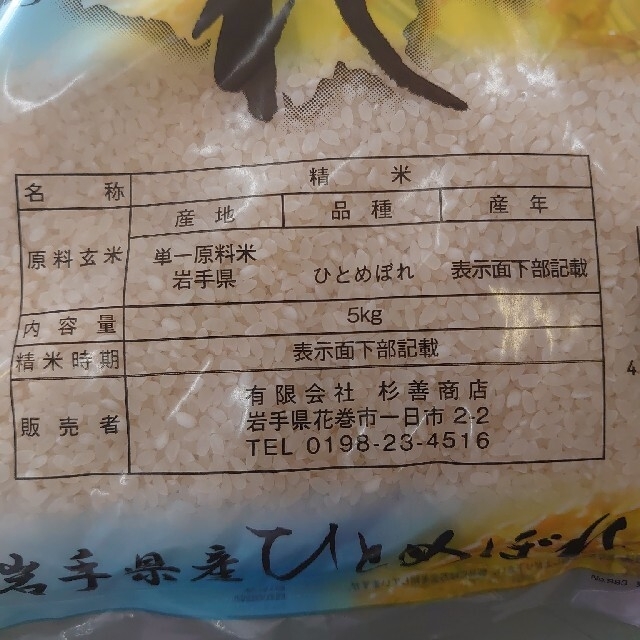 名称 精米
産地 品種 産年
原料玄米 単一原料米 岩手県 ひとめぼれ 表示面下部記載
内容量 5kg
精米時期 表示面下部記載
販売者 有限会社 杉善商店
岩手県花巻市一日市 2-2
TEL 0198-23-4516
4
岩手県産ひとめぼれ